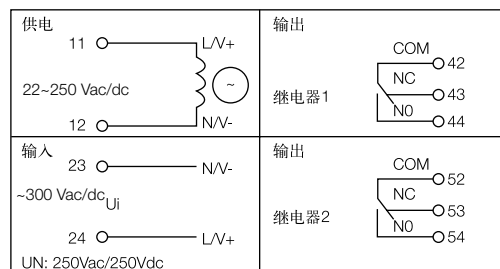 供电
11 L/V+
22~250 Vac/dc ~
12 N/V-
输出
COM
42
NC
继电器1 43
N0
44
输入
23 N/V-
~300 Vac/dc Ui
24 L/V+
UN: 250Vac/250Vdc
输出
COM
52
NC
继电器2 53
N0
54